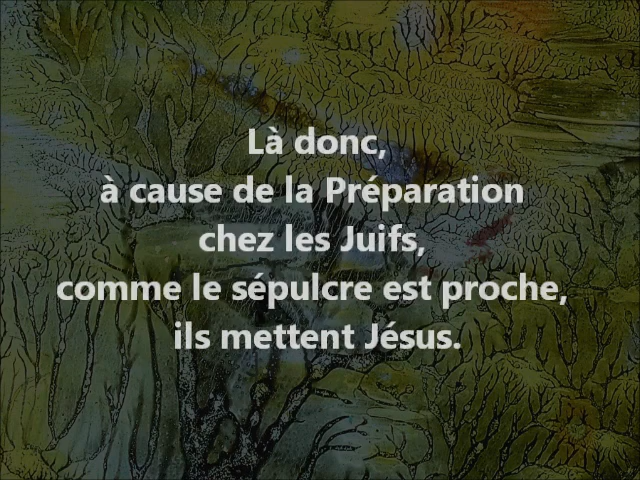 Là donc,
à cause de la Préparation
chez les Juifs,
comme le sépulcre est proche,
ils mettent Jésus.